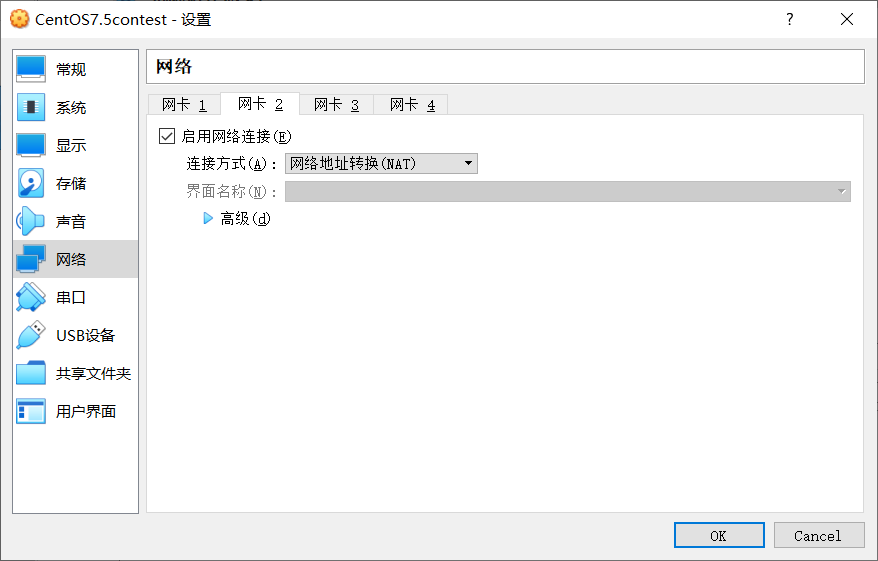 CentOS7.5contest - 设置
常规
系统
显示
存储
声音
网络
串口
USB设备
共享文件夹
用户界面
网络
网卡 1 网卡 2 网卡 3 网卡 4
启用网络连接(E)
连接方式(A)： 网络地址转换(NAT)
界面名称(N)：
高级(d)
OK Cancel